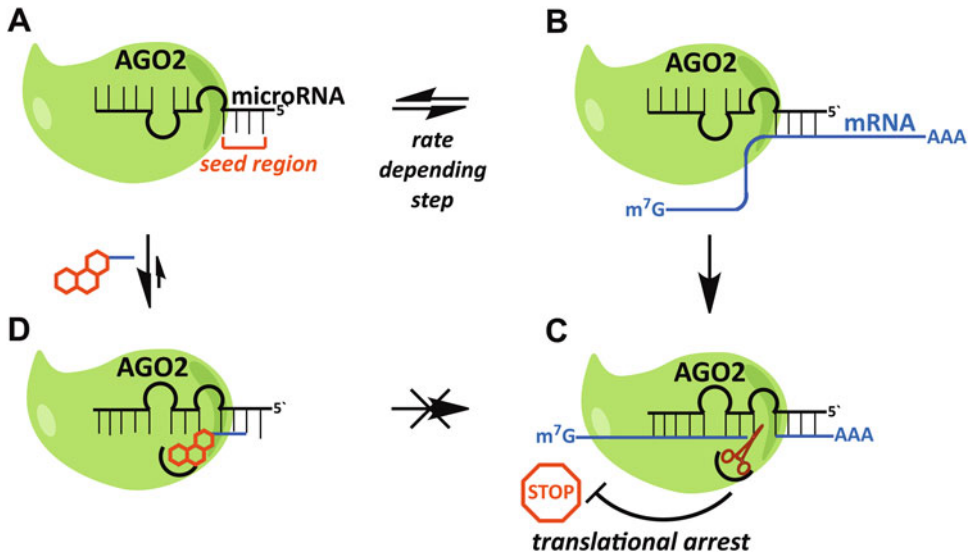 A
AGO2
microRNA
5`
seed region
rate
depending
step
B
AGO2
5`
mRNA
AAA
m⁷G
D
AGO2
5`
C
AGO2
5`
m⁷G
AAA
STOP
translational arrest